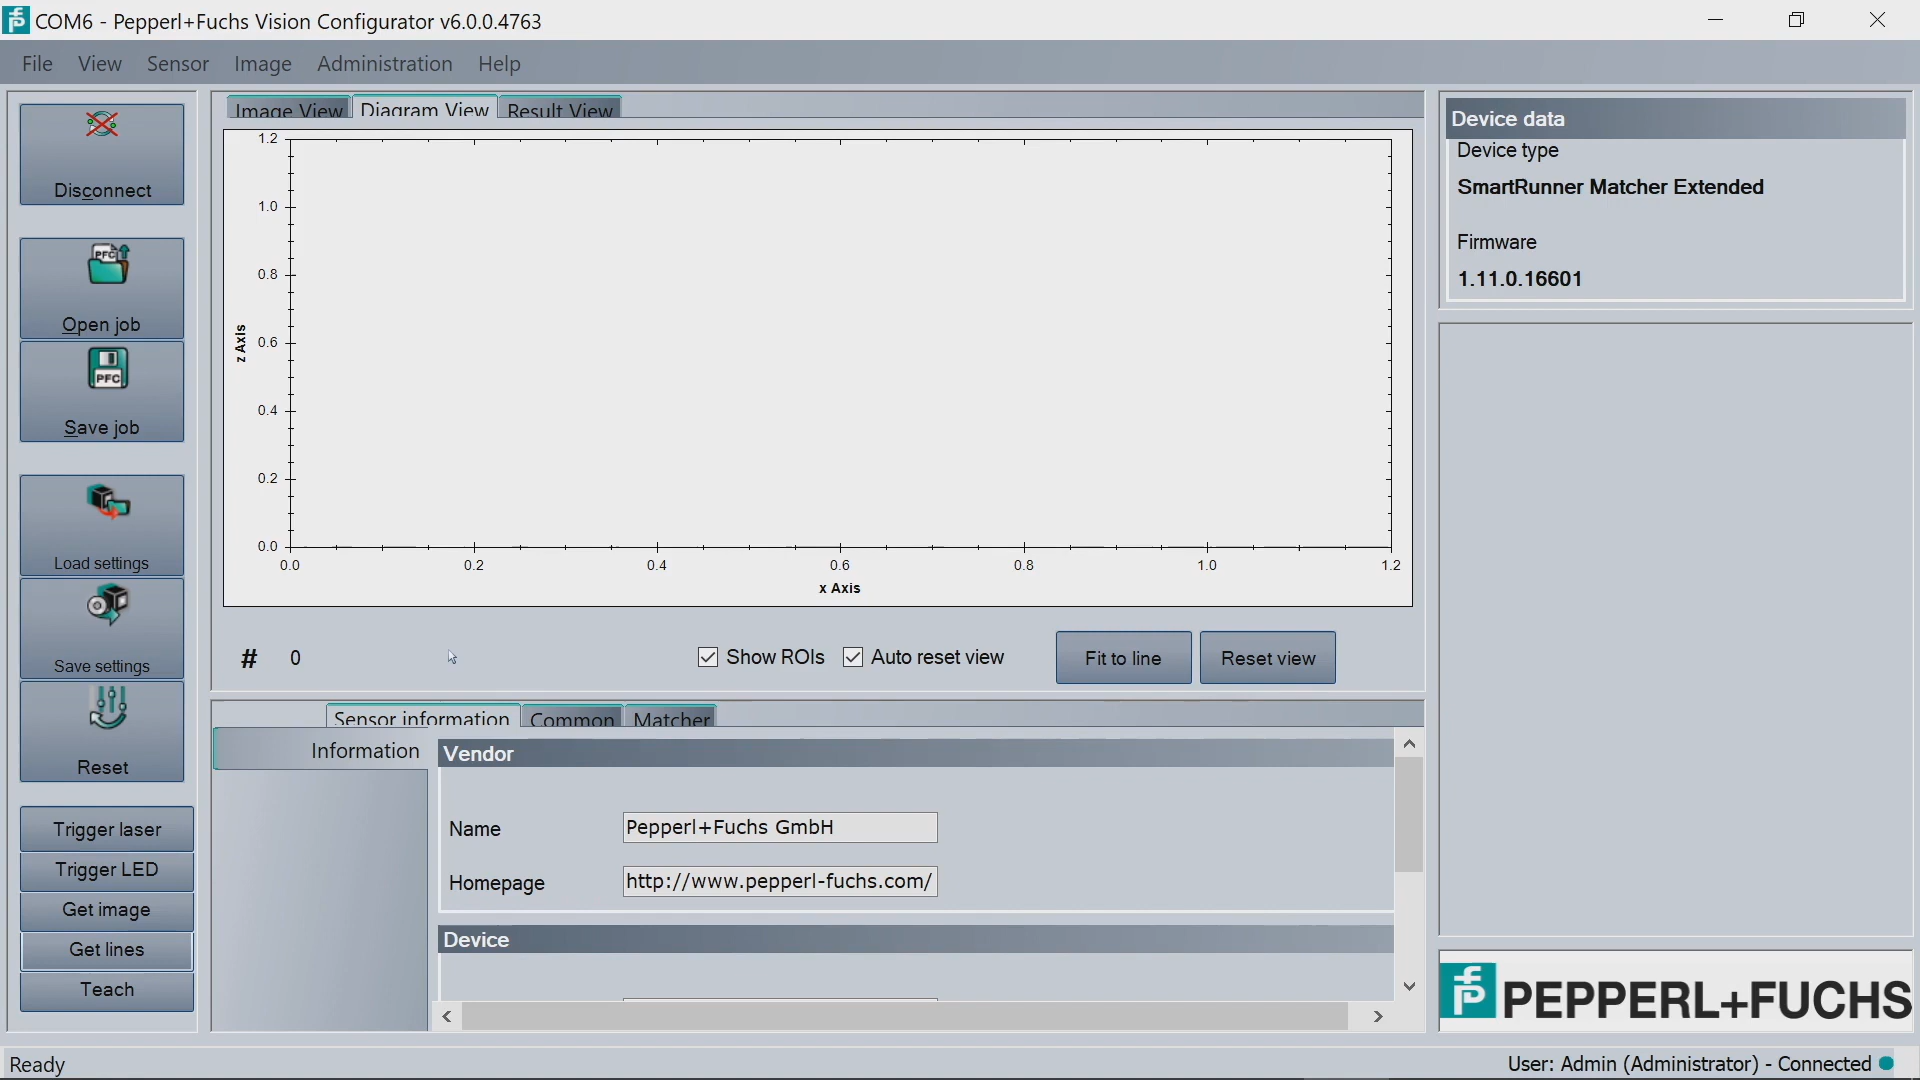 COM6 - Pepperl+Fuchs Vision Configurator v6.0.0.4763
File View Sensor Image Administration Help
Disconnect
Open job
Save job
Load settings
Save settings
Reset
Trigger laser
Trigger LED
Get image
Get lines
Teach
Image View Diagram View Result View
1.2
1.0
0.8
0.6
0.4
0.2
0.0
z Axis
0.0 0.2 0.4 0.6 0.8 1.0 1.2
x Axis
# 0 Show ROIs Auto reset view Fit to line Reset view
Sensor information Common Matcher
Information
Vendor
Name Pepperl+Fuchs GmbH
Homepage http://www.pepperl-fuchs.com/
Device
Device data
Device type
SmartRunner Matcher Extended
Firmware
1.11.0.16601
PFC
PFC
PEPPERL+FUCHS
Ready
User: Admin (Administrator) - Connected